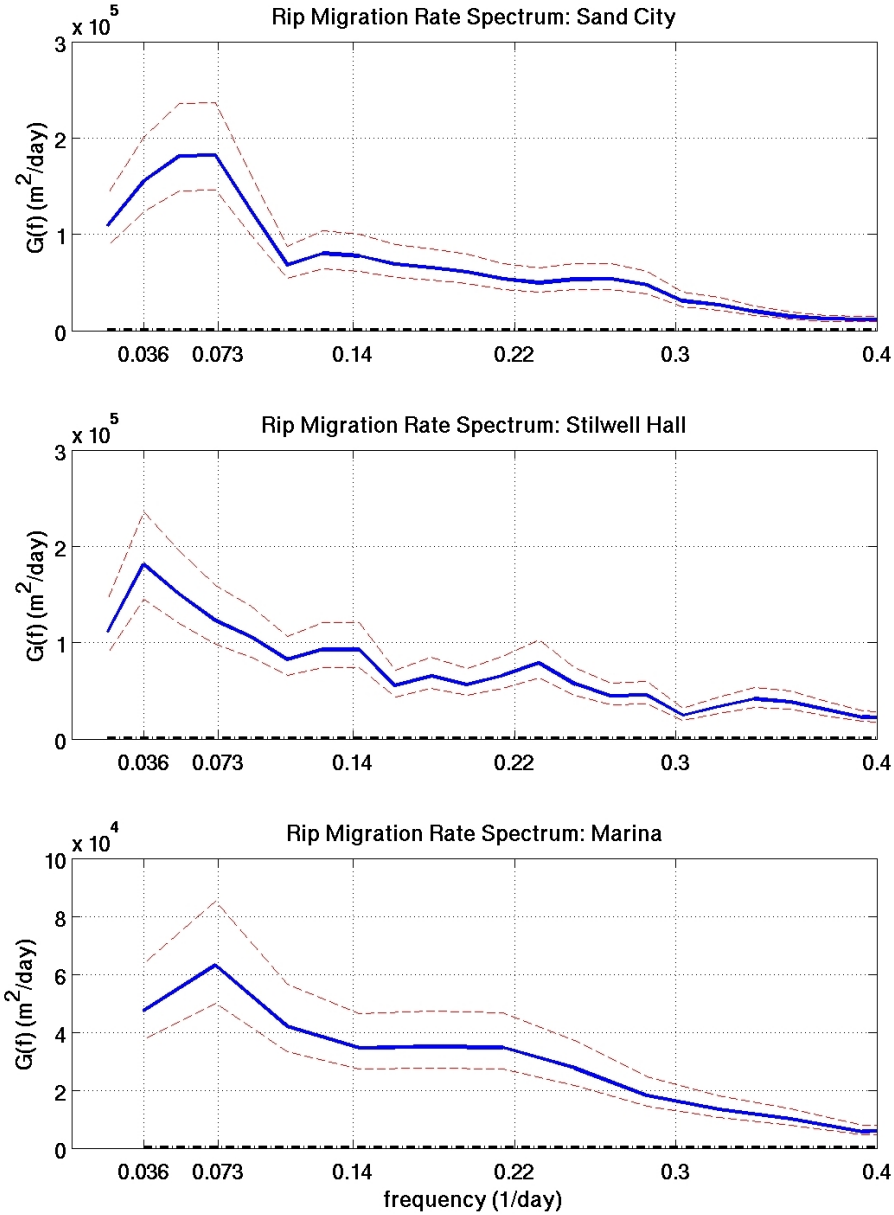 Rip Migration Rate Spectrum: Sand City
x 10^5
3
2
1
0
G(f) (m^2/day)
0.036 0.073 0.14 0.22 0.3 0.4
Rip Migration Rate Spectrum: Stilwell Hall
x 10^5
3
2
1
0
G(f) (m^2/day)
0.036 0.073 0.14 0.22 0.3 0.4
Rip Migration Rate Spectrum: Marina
x 10^4
10
8
6
4
2
0
G(f) (m^2/day)
0.036 0.073 0.14 0.22 0.3 0.4
frequency (1/day)